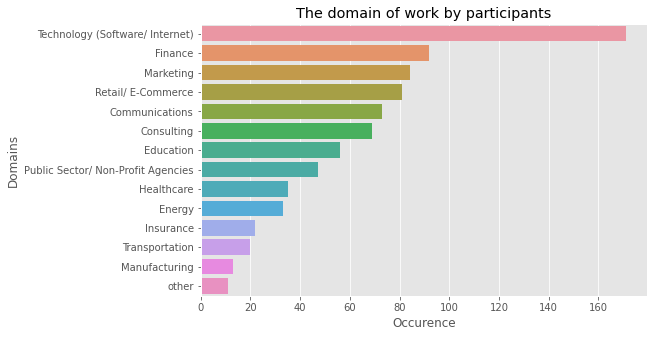 The domain of work by participants
Technology (Software/ Internet)
Finance
Marketing
Retail/ E-Commerce
Communications
Consulting
Education
Public Sector/ Non-Profit Agencies
Healthcare
Energy
Insurance
Transportation
Manufacturing
other
Domains
0 20 40 60 80 100 120 140 160
Occurence